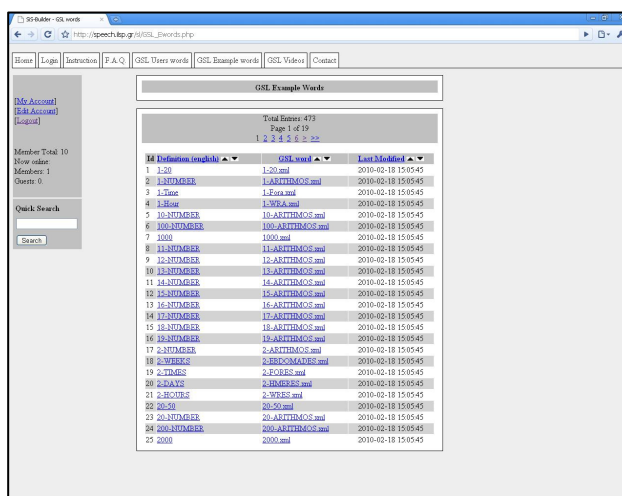 SiS-Builder - GSL words
http://speech.ilsp.gr/sl/GSL_Ewords.php
Home Login Instruction F.A.Q. GSL Users words GSL Example words GSL Videos Contact
[My Account]
[Edit Account]
[Logout]
Member Total: 10
Now online:
Members: 1
Guests: 0
Quick Search
Search
GSL Example Words
Total Entries: 473
Page 1 of 19
1 2 3 4 5 6 > >>
Id Definition (english) ▲ ▼ GSL word ▲ ▼ Last Modified ▲ ▼
1 1-20 1-20.xml 2010-02-18 15:05:45
2 1-NUMBER 1-ARITHMOS.xml 2010-02-18 15:05:45
3 1-Time 1-Fora.xml 2010-02-18 15:05:45
4 1-Hour 1-WRA.xml 2010-02-18 15:05:45
5 10-NUMBER 10-ARITHMOS.xml 2010-02-18 15:05:45
6 100-NUMBER 100-ARITHMOS.xml 2010-02-18 15:05:45
7 1000 1000.xml 2010-02-18 15:05:45
8 11-NUMBER 11-ARITHMOS.xml 2010-02-18 15:05:45
9 12-NUMBER 12-ARITHMOS.xml 2010-02-18 15:05:45
10 13-NUMBER 13-ARITHMOS.xml 2010-02-18 15:05:45
11 14-NUMBER 14-ARITHMOS.xml 2010-02-18 15:05:45
12 15-NUMBER 15-ARITHMOS.xml 2010-02-18 15:05:45
13 16-NUMBER 16-ARITHMOS.xml 2010-02-18 15:05:45
14 17-NUMBER 17-ARITHMOS.xml 2010-02-18 15:05:45
15 18-NUMBER 18-ARITHMOS.xml 2010-02-18 15:05:45
16 19-NUMBER 19-ARITHMOS.xml 2010-02-18 15:05:45
17 2-NUMBER 2-ARITHMOS.xml 2010-02-18 15:05:45
18 2-WEEKS 2-EBDOMADES.xml 2010-02-18 15:05:45
19 2-TIMES 2-FORES.xml 2010-02-18 15:05:45
20 2-DAYS 2-HMERES.xml 2010-02-18 15:05:45
21 2-HOURS 2-WRES.xml 2010-02-18 15:05:45
22 20-50 20-50.xml 2010-02-18 15:05:45
23 20-NUMBER 20-ARITHMOS.xml 2010-02-18 15:05:45
24 200-NUMBER 200-ARITHMOS.xml 2010-02-18 15:05:45
25 2000 2000.xml 2010-02-18 15:05:45